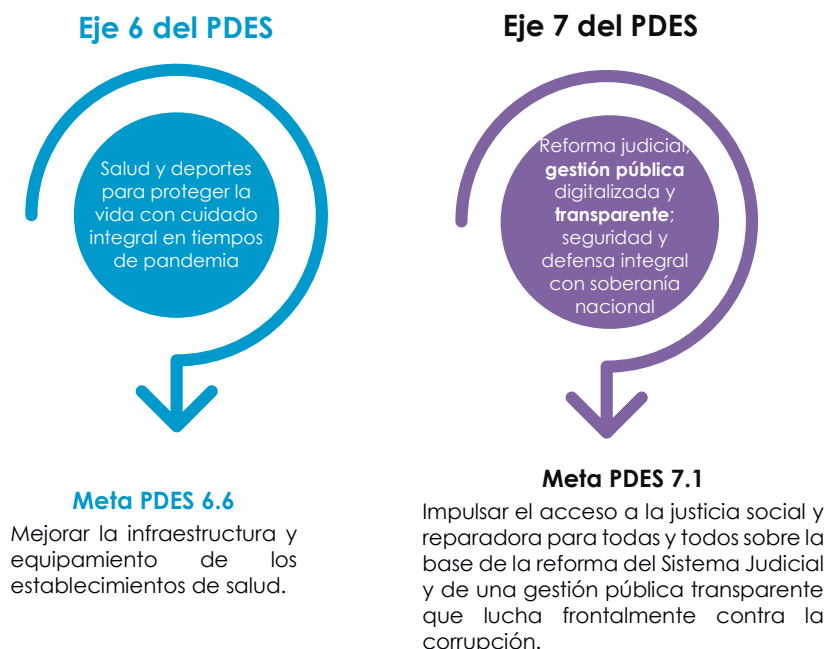 Eje 6 del PDES
Salud y deportes
para proteger la
vida con cuidado
integral en tiempos
de pandemia
Meta PDES 6.6
Mejorar la infraestructura y
equipamiento de los
establecimientos de salud.
Eje 7 del PDES
Reforma judicial,
gestión pública
digitalizada y
transparente;
seguridad y
defensa integral
con soberanía
nacional
Meta PDES 7.1
Impulsar el acceso a la justicia social y
reparadora para todas y todos sobre la
base de la reforma del Sistema Judicial
y de una gestión pública transparente
que lucha frontalmente contra la
corrupción.